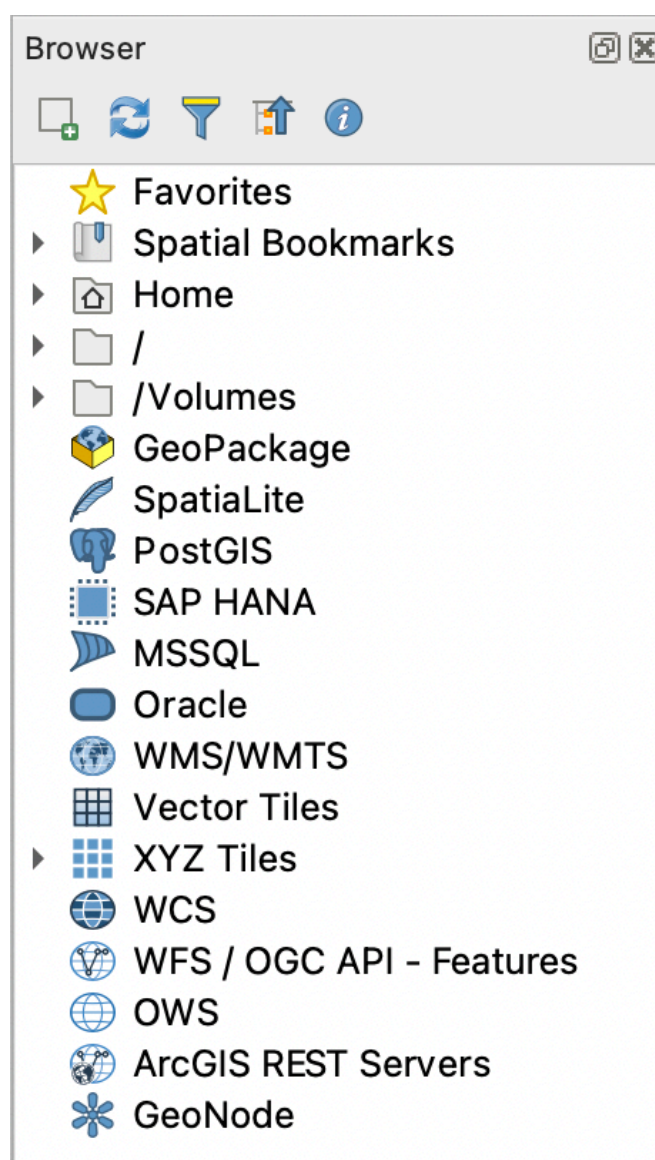 Browser
Favorites
Spatial Bookmarks
Home
/
/Volumes
GeoPackage
SpatiaLite
PostGIS
SAP HANA
MSSQL
Oracle
WMS/WMTS
Vector Tiles
XYZ Tiles
WCS
WFS / OGC API - Features
OWS
ArcGIS REST Servers
GeoNode